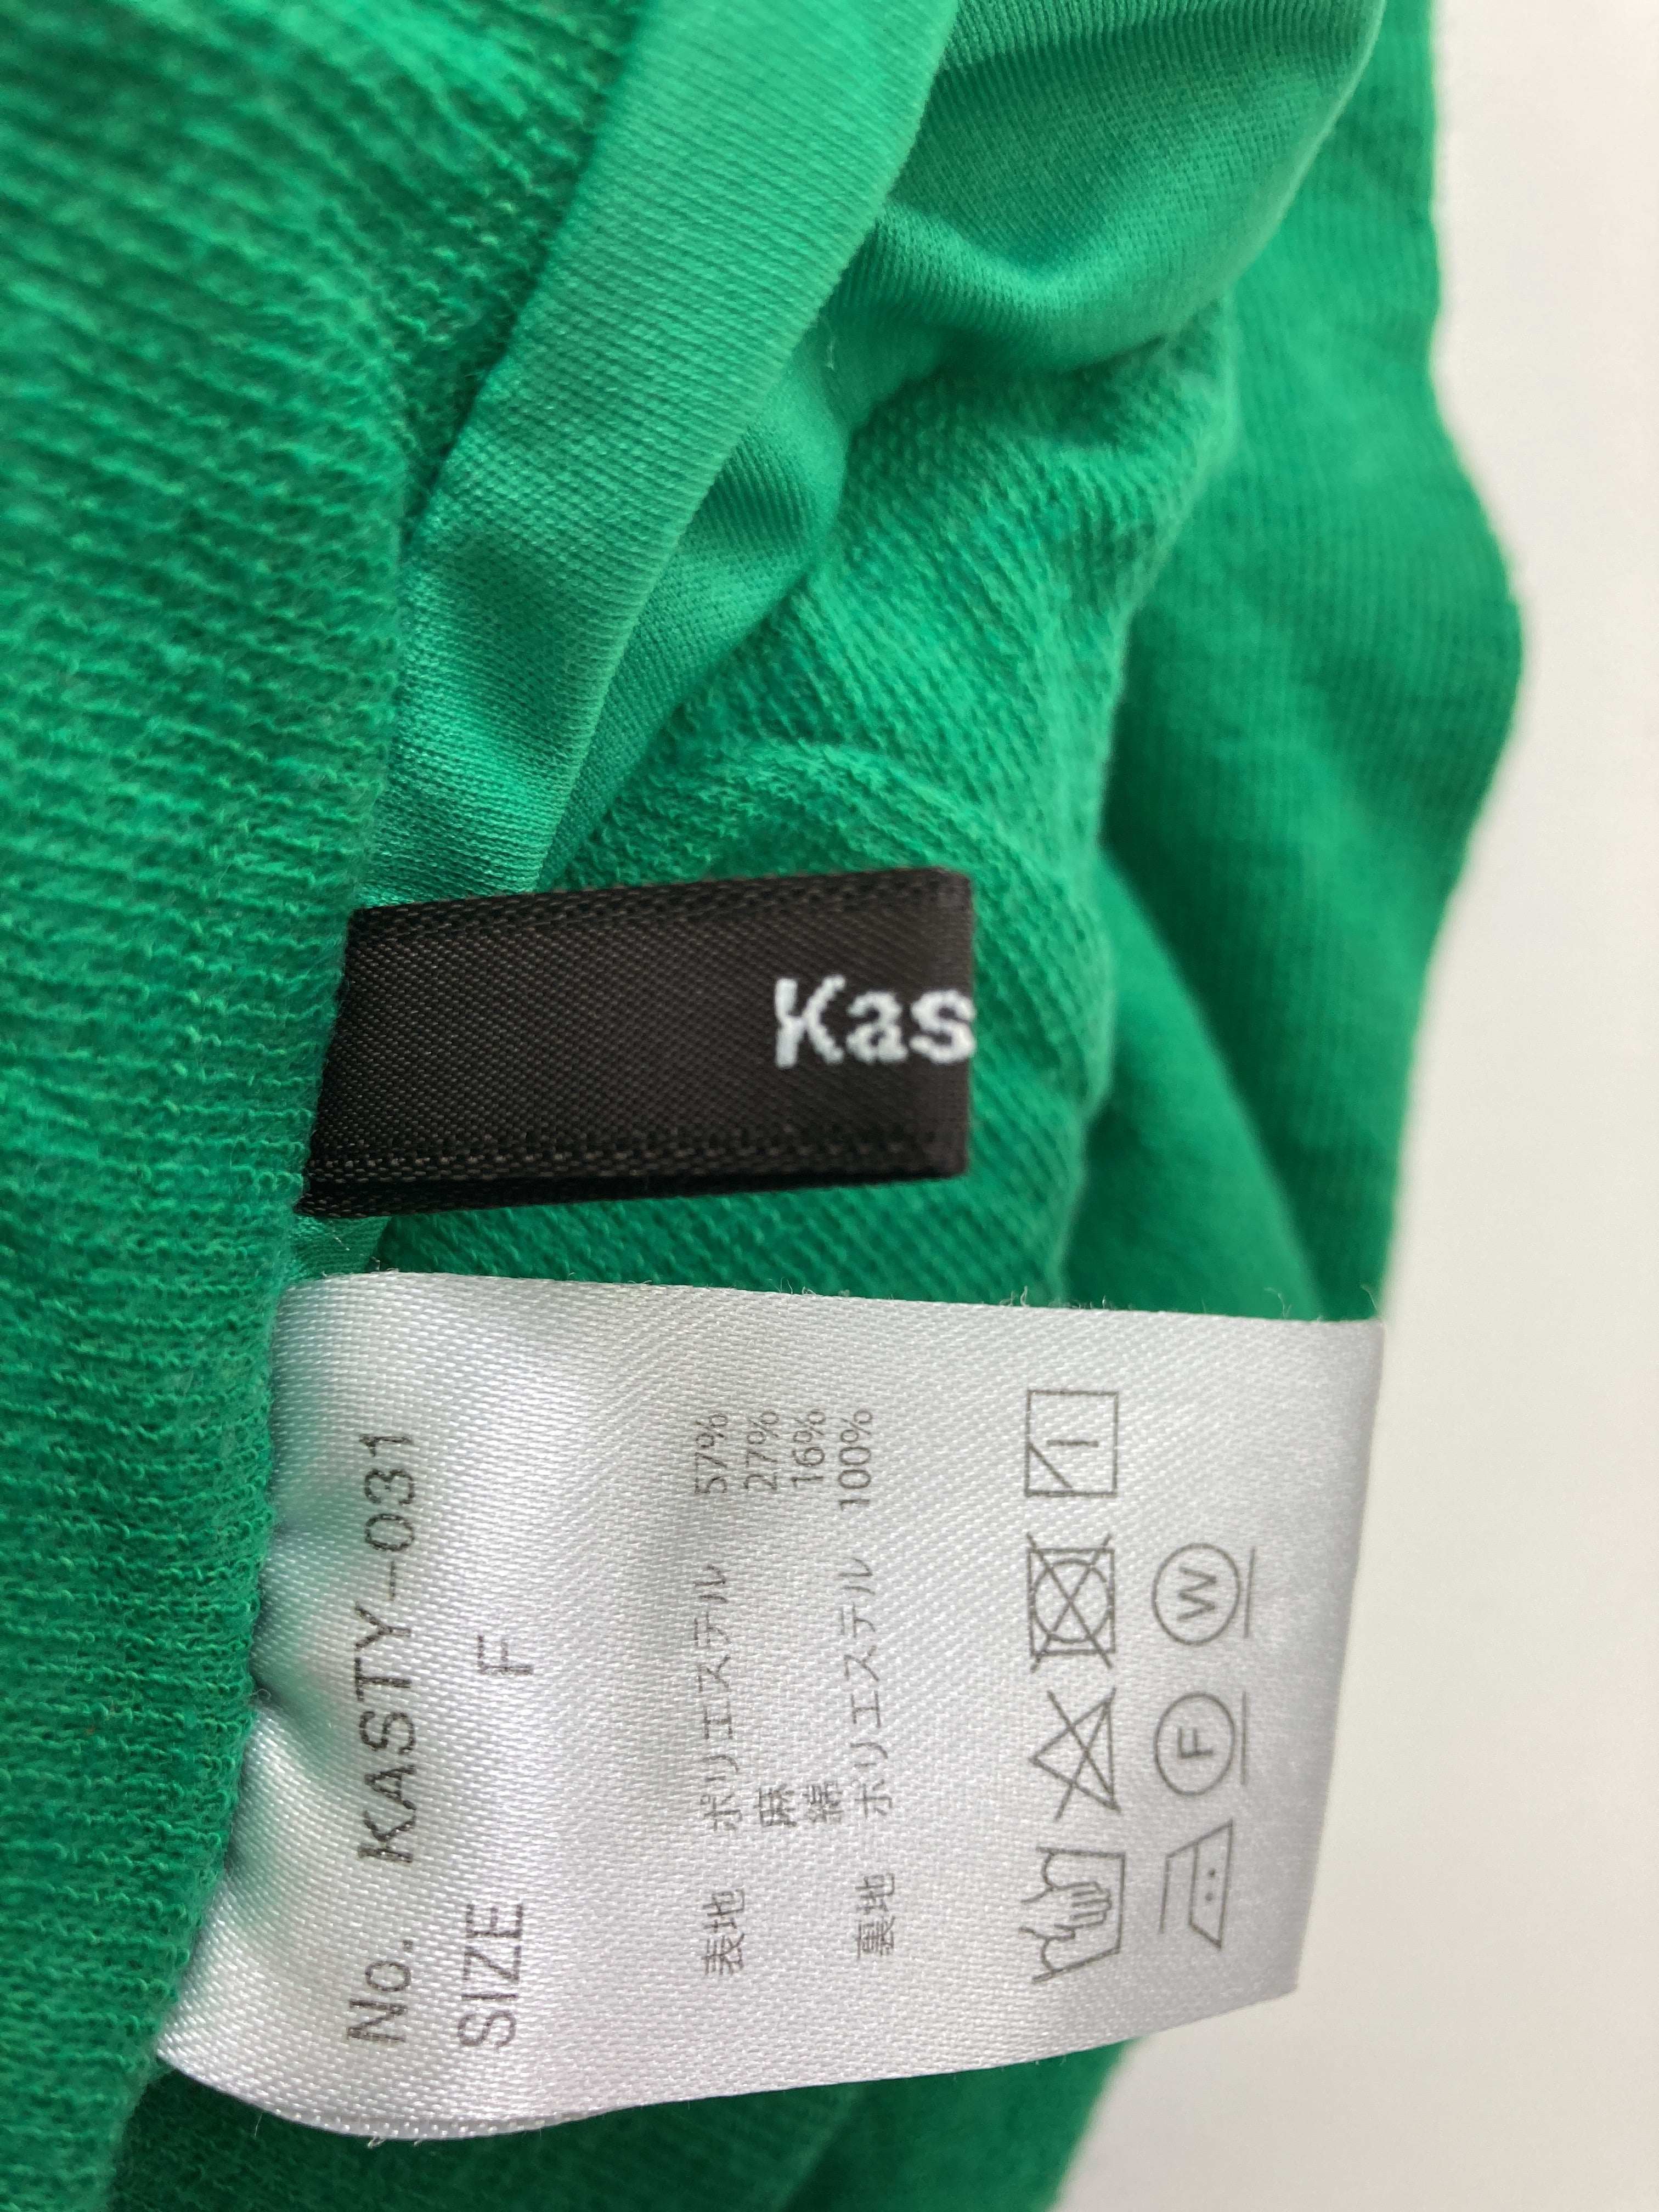 Kas
No. KASTY-031
SIZE F
表地 ポリエステル 57%
麻 27%
綿 16%
裏地 ポリエステル 100%
F W